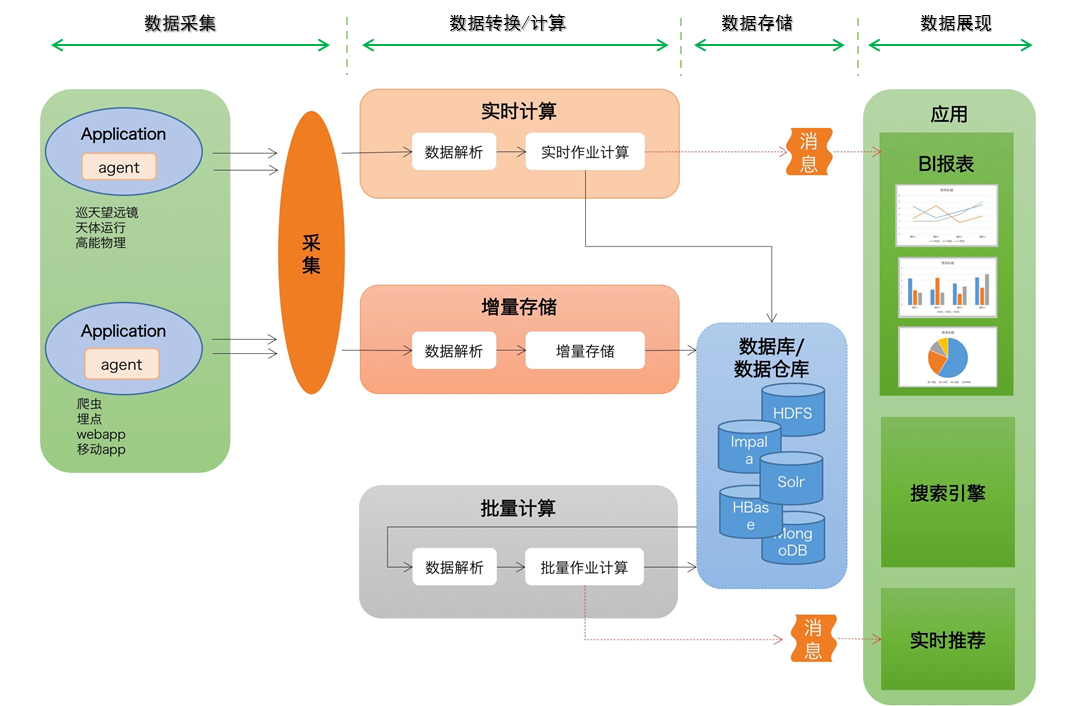 数据采集
数据转换/计算
数据存储
数据展现
Application
agent
巡天望远镜
天体运行
高能物理
Application
agent
爬虫
埋点
webapp
移动app
采
集
实时计算
数据解析
实时作业计算
增量存储
数据解析
增量存储
批量计算
数据解析
批量作业计算
数据库/
数据仓库
HDFS
Impal
a
Solr
HBas
e
Mong
oDB
消
息
消
息
应用
BI报表
搜索引擎
实时推荐